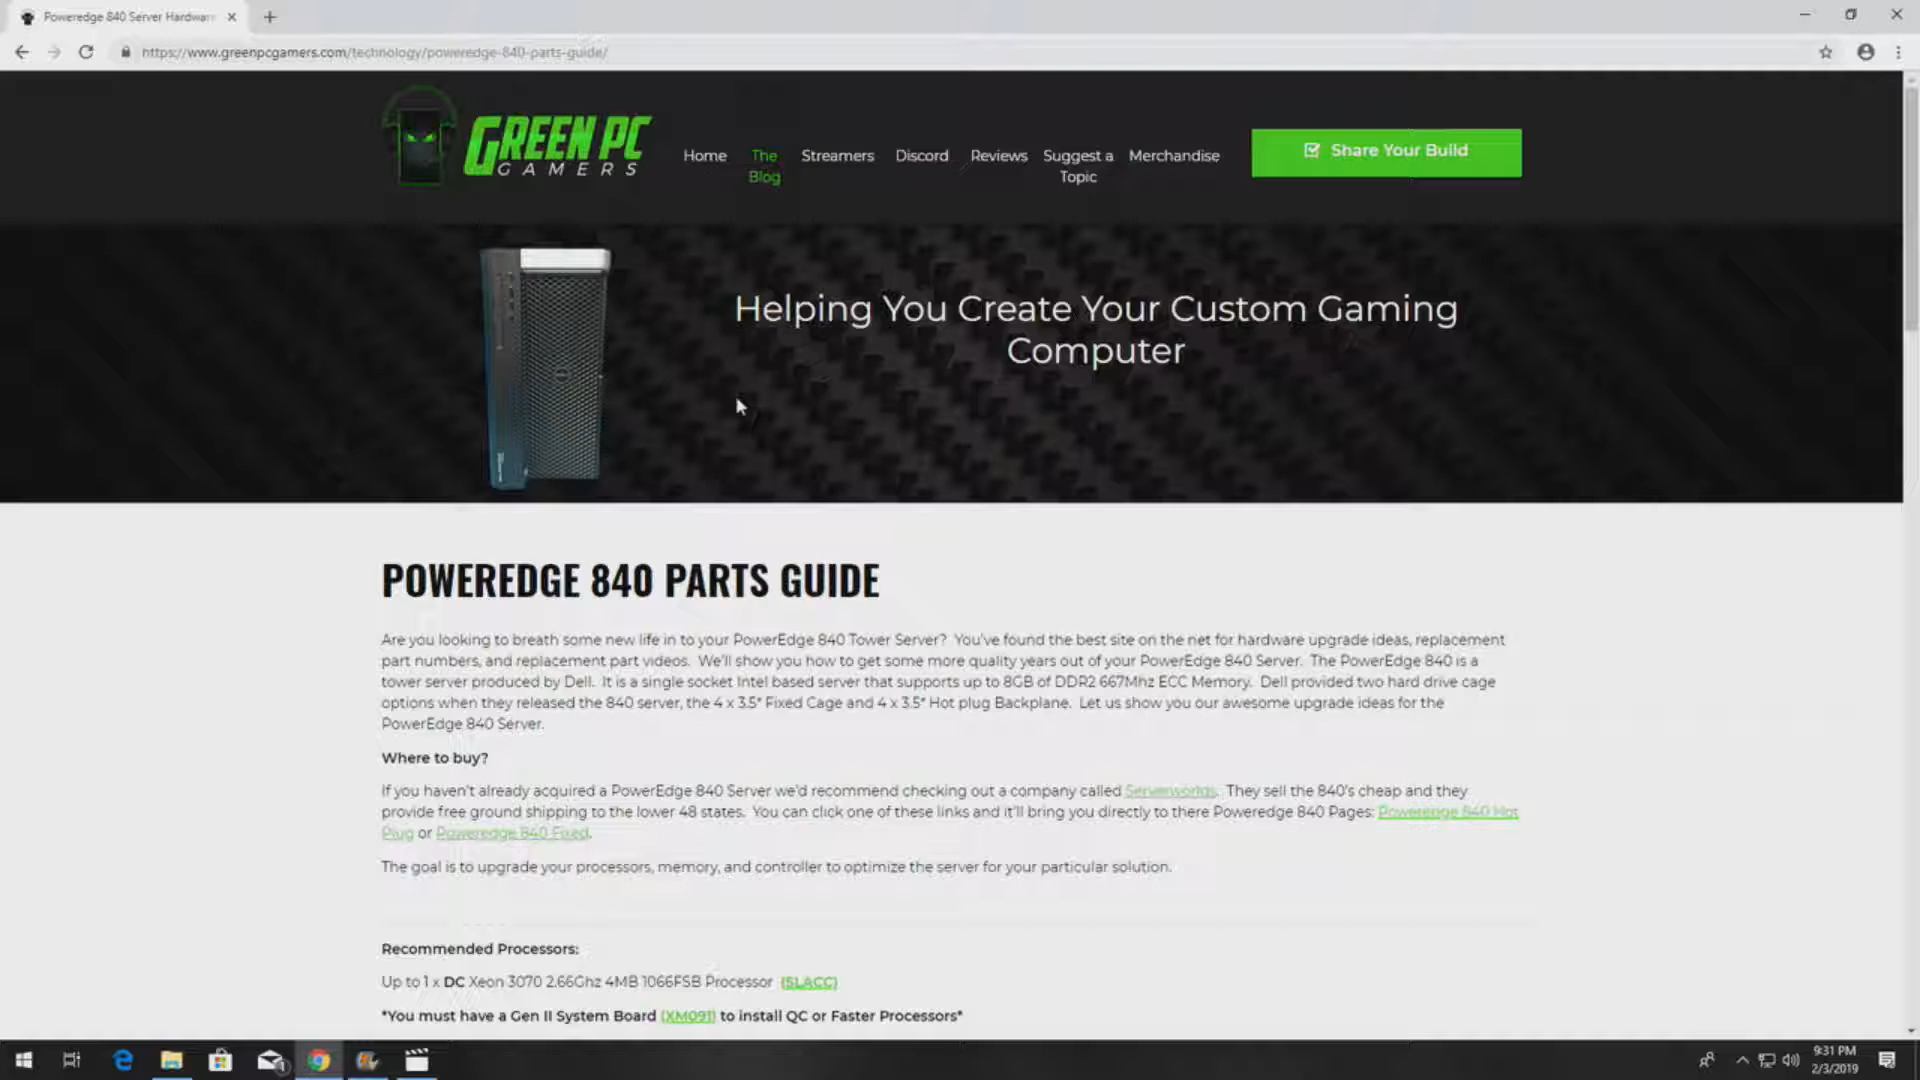 Poweredge 840 Server Hardware
https://www.greenpcgamers.com/technology/poweredge-840-parts-guide/
GREEN PC
GAMERS
Home
The
Blog
Streamers
Discord
Reviews
Suggest a
Topic
Merchandise
Share Your Build
Helping You Create Your Custom Gaming
Computer
POWEREDGE 840 PARTS GUIDE
Are you looking to breath some new life in to your PowerEdge 840 Tower Server? You've found the best site on the net for hardware upgrade ideas, replacement
part numbers, and replacement part videos. We'll show you how to get some more quality years out of your PowerEdge 840 Server. The PowerEdge 840 is a
tower server produced by Dell. It is a single socket Intel based server that supports up to 8GB of DDR2 667Mhz ECC Memory. Dell provided two hard drive cage
options when they released the 840 server, the 4 x 3.5" Fixed Cage and 4 x 3.5" Hot plug Backplane. Let us show you our awesome upgrade ideas for the
PowerEdge 840 Server.
Where to buy?
If you haven't already acquired a PowerEdge 840 Server we'd recommend checking out a company called Serverworlds. They sell the 840's cheap and they
provide free ground shipping to the lower 48 states. You can click one of these links and it'll bring you directly to there Poweredge 840 Pages: Poweredge 840 Hot
Plug or Poweredge 840 Fixed.
The goal is to upgrade your processors, memory, and controller to optimize the server for your particular solution.
Recommended Processors:
Up to 1 x DC Xeon 3070 2.66Ghz 4MB 1066FSB Processor (SLACC)
*You must have a Gen II System Board (XM091) to install QC or Faster Processors*
9:31 PM
2/3/2019